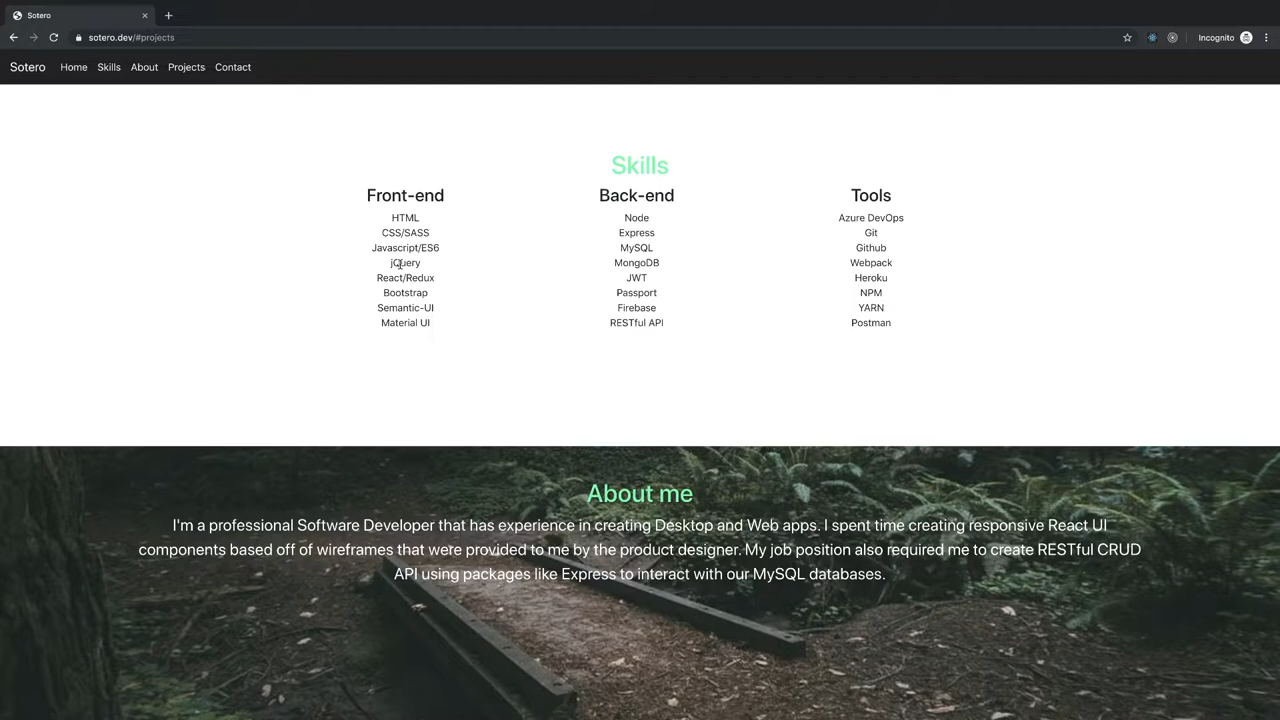 Sotero
sotero.dev/#projects
Incognito
Sotero Home Skills About Projects Contact
Skills
Front-end
HTML
CSS/SASS
Javascript/ES6
jQuery
React/Redux
Bootstrap
Semantic-UI
Material UI
Back-end
Node
Express
MySQL
MongoDB
JWT
Passport
Firebase
RESTful API
Tools
Azure DevOps
Git
Github
Webpack
Heroku
NPM
YARN
Postman
About me
I'm a professional Software Developer that has experience in creating Desktop and Web apps. I spent time creating responsive React UI
components based off of wireframes that were provided to me by the product designer. My job position also required me to create RESTful CRUD
API using packages like Express to interact with our MySQL databases.